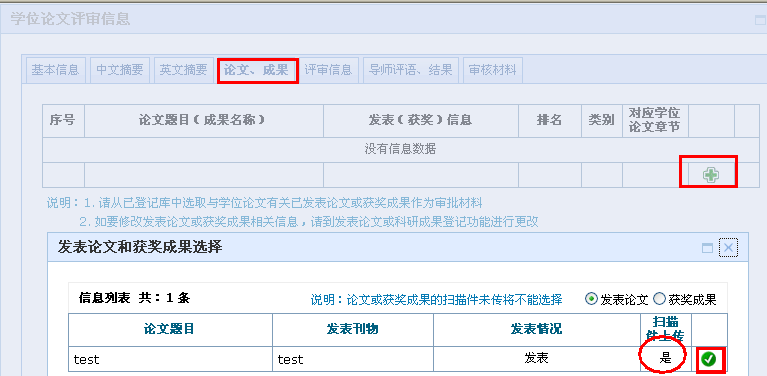 学位论文评审信息
基本信息 中文摘要 英文摘要 论文、成果 评审信息 导师评语、结果 审核材料
序号 论文题目(成果名称) 发表(获奖)信息 排名 类别 对应学位
论文章节
没有信息数据
说明:1.请从已登记库中选取与学位论文有关已发表论文或获奖成果作为审批材料
2.如要修改发表论文或获奖成果相关信息,请到发表论文或科研成果登记功能进行更改
发表论文和获奖成果选择
信息列表 共:1条 说明:论文或获奖成果的扫描件未传将不能选择 发表论文 获奖成果
论文题目 发表刊物 发表情况 扫描
件上传
test test 发表 是